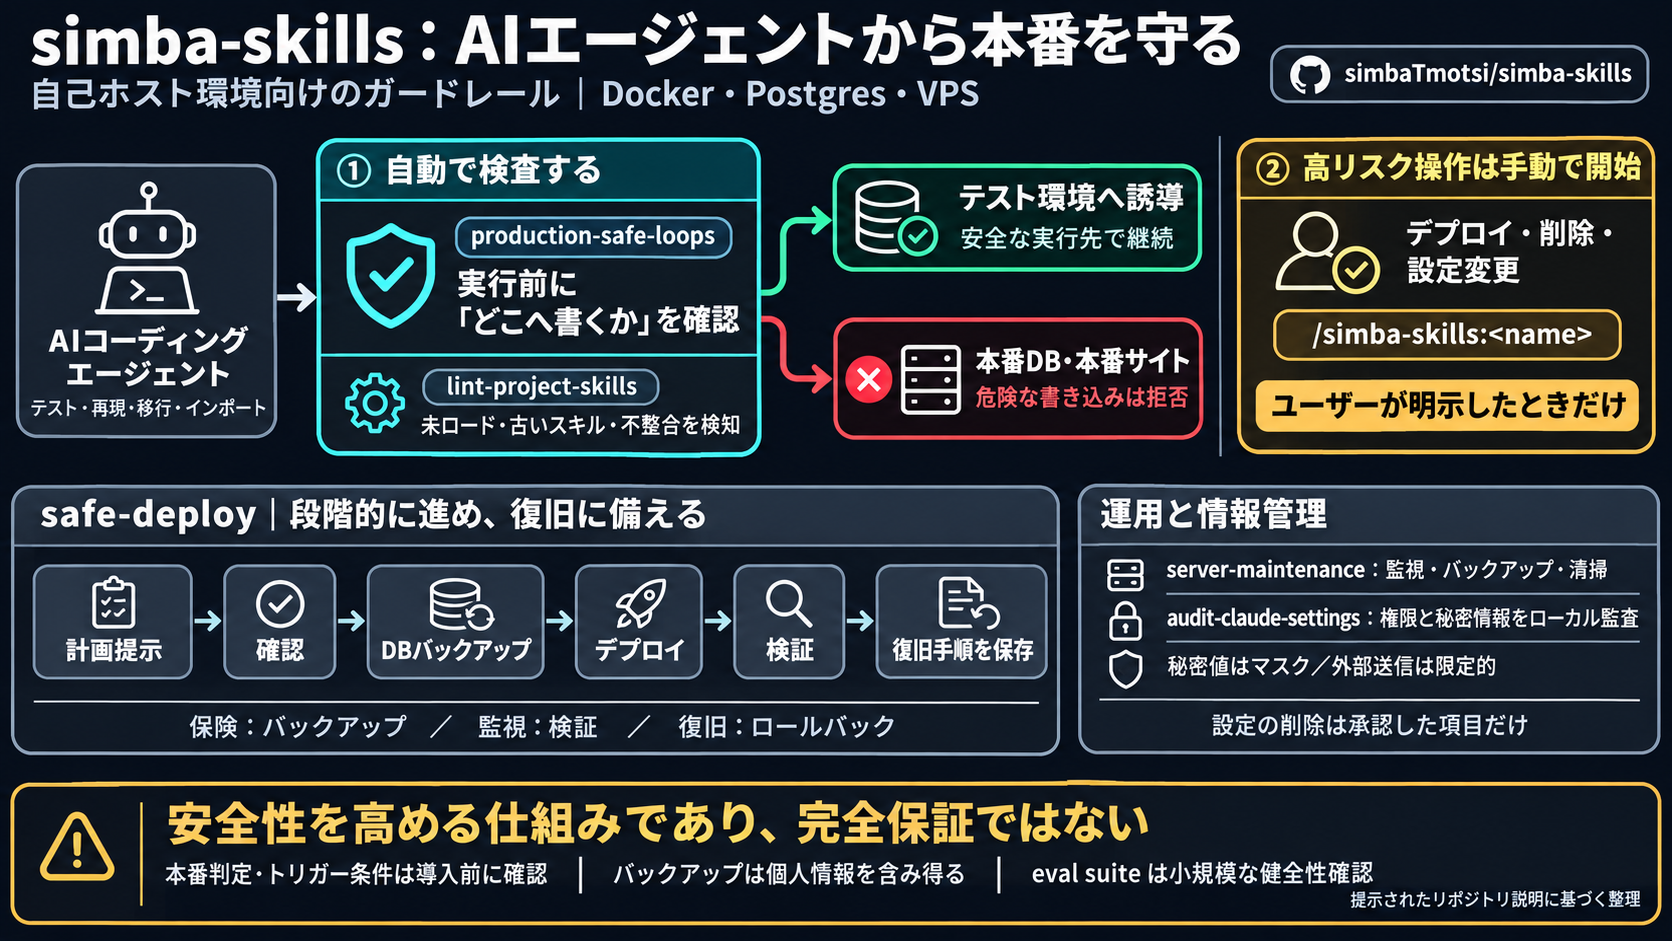 simba-skills：AIエージェントから本番を守る
自己ホスト環境向けのガードレール｜Docker・Postgres・VPS
simbaTmotsi/simba-skills
AIコーディング
エージェント
テスト・再現・移行・インポート
① 自動で検査する
production-safe-loops
実行前に
「どこへ書くか」を確認
lint-project-skills
未ロード・古いスキル・不整合を検知
テスト環境へ誘導
安全な実行先で継続
本番DB・本番サイト
危険な書き込みは拒否
② 高リスク操作は手動で開始
デプロイ・削除・
設定変更
/simba-skills:<name>
ユーザーが明示したときだけ
safe-deploy｜段階的に進め、復旧に備える
計画提示
確認
DBバックアップ
デプロイ
検証
復旧手順を保存
保険：バックアップ ／ 監視：検証 ／ 復旧：ロールバック
運用と情報管理
server-maintenance：監視・バックアップ・清掃
audit-claude-settings：権限と秘密情報をローカル監査
秘密値はマスク／外部送信は限定的
設定の削除は承認した項目だけ
安全性を高める仕組みであり、完全保証ではない
本番判定・トリガー条件は導入前に確認｜バックアップは個人情報を含み得る｜eval suite は小規模な健全性確認
提示されたリポジトリ説明に基づく整理